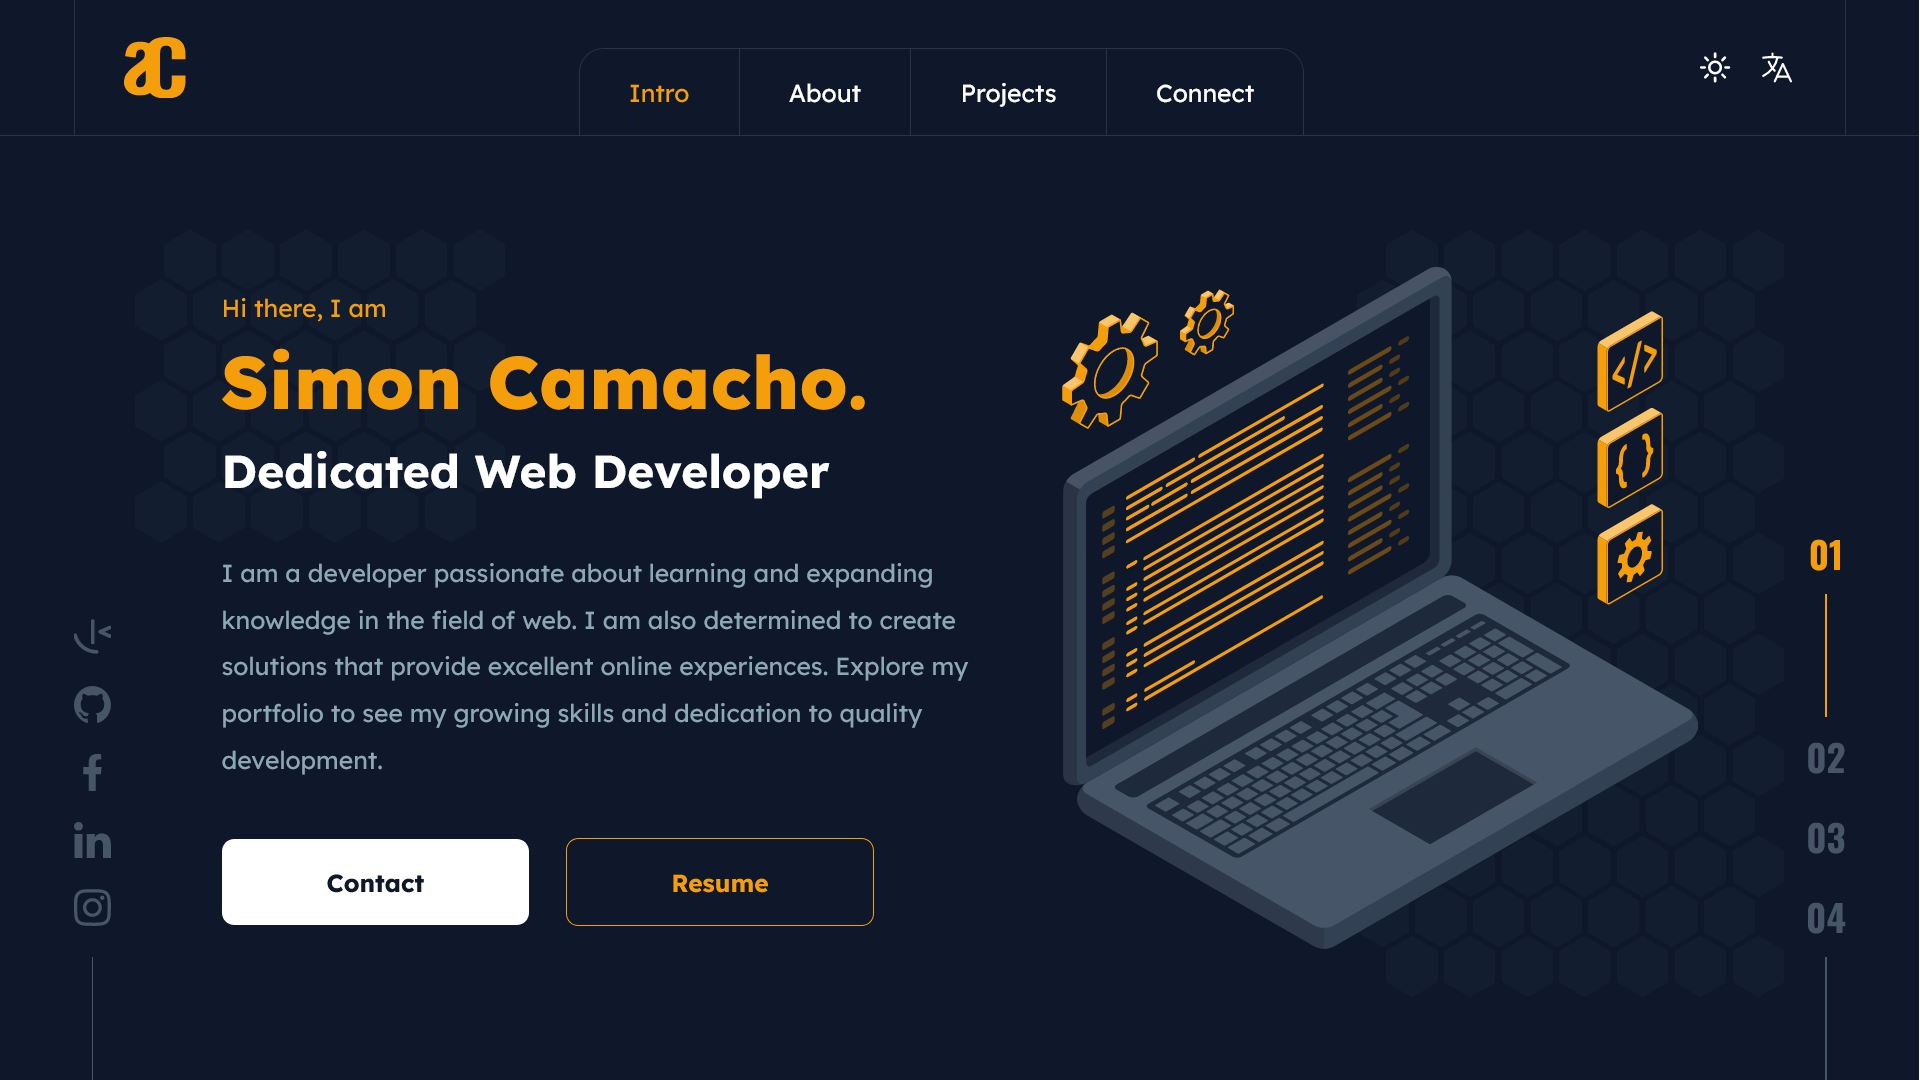 ac
Intro
About
Projects
Connect
Hi there, I am
Simon Camacho.
Dedicated Web Developer
I am a developer passionate about learning and expanding
knowledge in the field of web. I am also determined to create
solutions that provide excellent online experiences. Explore my
portfolio to see my growing skills and dedication to quality
development.
Contact
Resume
</>
{ }
in
01
02
03
04